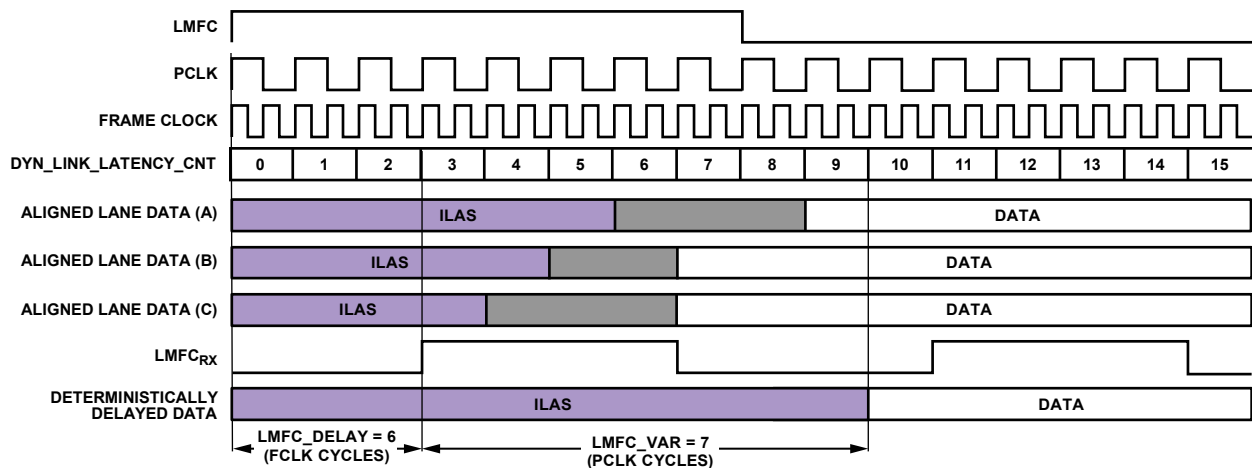 LMFC
PCLK
FRAME CLOCK
DYN_LINK_LATENCY_CNT 0 1 2 3 4 5 6 7 8 9 10 11 12 13 14 15
ALIGNED LANE DATA (A) ILAS DATA
ALIGNED LANE DATA (B) ILAS DATA
ALIGNED LANE DATA (C) ILAS DATA
LMFCRX
DETERMINISTICALLY
DELAYED DATA ILAS DATA
LMFC_DELAY = 6
(FCLK CYCLES)
LMFC_VAR = 7
(PCLK CYCLES)